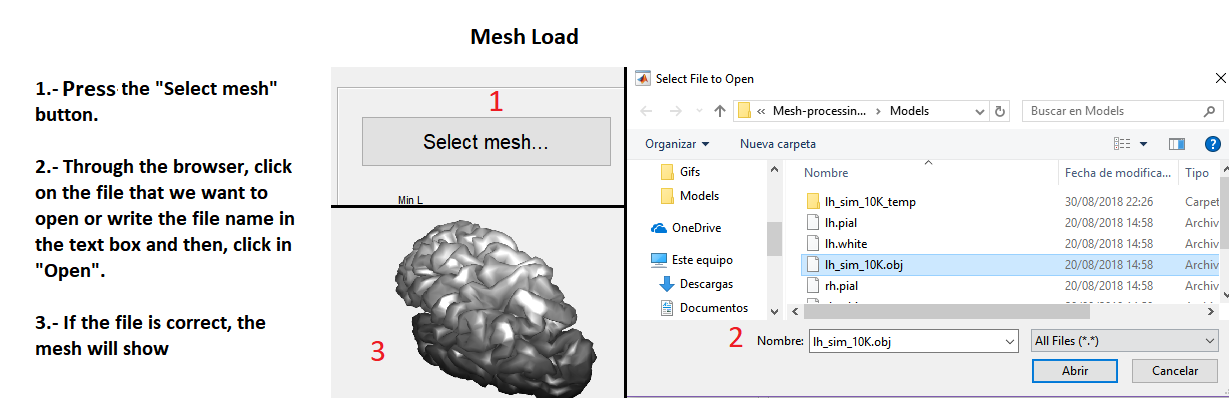 Mesh Load
1.- Press the "Select mesh"
button.
2.- Through the browser, click
on the file that we want to
open or write the file name in
the text box and then, click in
"Open".
3.- If the file is correct, the
mesh will show
1
Select mesh...
Min L
3
Select File to Open
« Mesh-processin... › Models
Buscar en Models
Organizar
Nueva carpeta
Gifs
Models
OneDrive
Este equipo
Descargas
Documentos
Nombre Fecha de modifica... Tipo
lh_sim_10K_temp 30/08/2018 22:26 Carpet
lh.pial 20/08/2018 14:58 Archiv
lh.white 20/08/2018 14:58 Archiv
lh_sim_10K.obj 20/08/2018 14:58 Archiv
rh.pial 20/08/2018 14:58 Archiv
2
Nombre: lh_sim_10K.obj All Files (*.*)
Abrir Cancelar